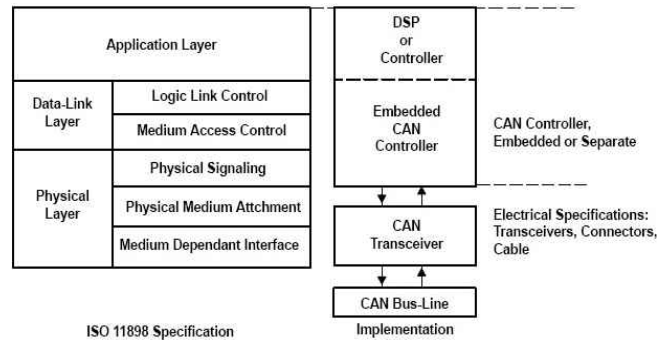 Application Layer
Data-Link
Layer
Logic Link Control
Medium Access Control
Physical
Layer
Physical Signaling
Physical Medium Attchment
Medium Dependant Interface
ISO 11898 Specification
DSP
or
Controller
Embedded
CAN
Controller
CAN
Transceiver
CAN Bus-Line
Implementation
CAN Controller,
Embedded or Separate
Electrical Specifications:
Transceivers, Connectors,
Cable